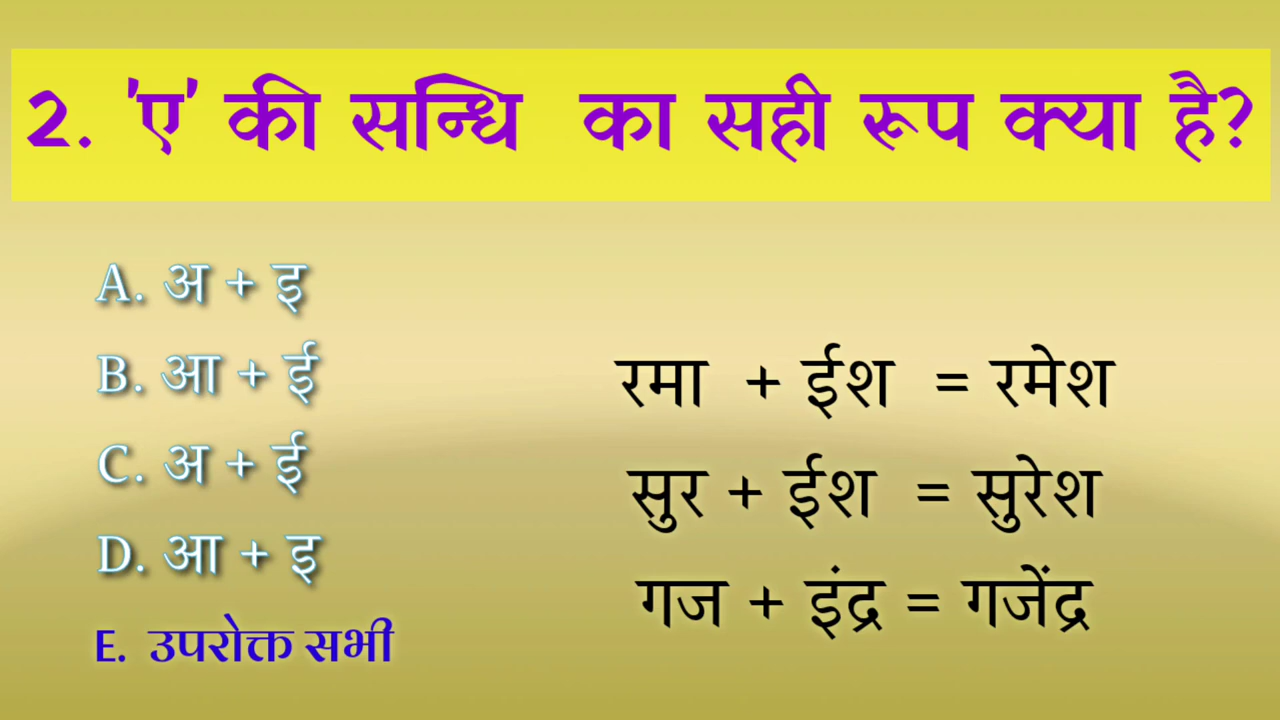 2. 'ए' की सन्धि का सही रूप क्या है?
A. अ + इ
B. आ + ई
C. अ + ई
D. आ + इ
E. उपरोक्त सभी
रमा + ईश = रमेश
सुर + ईश = सुरेश
गज + इंद्र = गजेंद्र